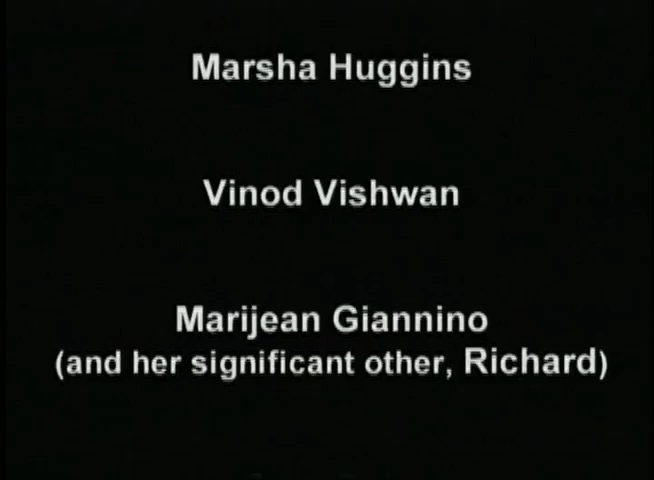 Marsha Huggins
Vinod Vishwan
Marijean Giannino
(and her significant other, Richard)